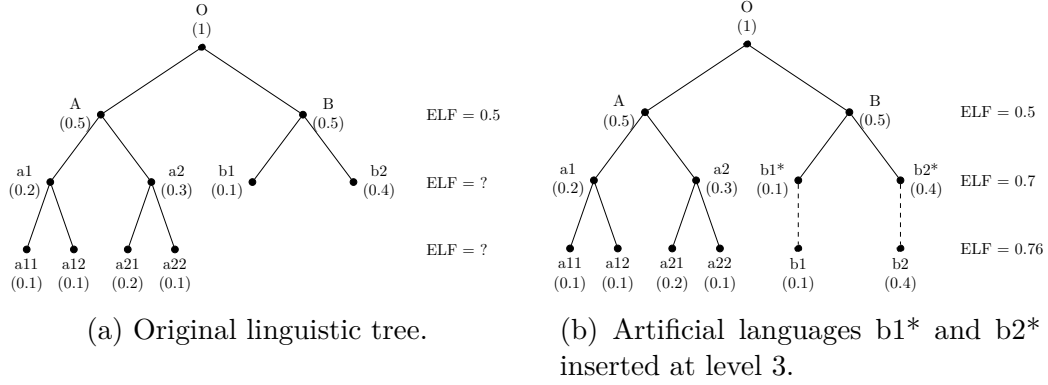 O
(1)
A
(0.5)
B
(0.5)
ELF = 0.5
a1
(0.2)
a2
(0.3)
b1
(0.1)
b2
(0.4)
ELF = ?
a11
(0.1)
a12
(0.1)
a21
(0.2)
a22
(0.1)
ELF = ?
(a) Original linguistic tree.
O
(1)
A
(0.5)
B
(0.5)
ELF = 0.5
a1
(0.2)
a2
(0.3)
b1*
(0.1)
b2*
(0.4)
ELF = 0.7
a11
(0.1)
a12
(0.1)
a21
(0.2)
a22
(0.1)
b1
(0.1)
b2
(0.4)
ELF = 0.76
(b) Artificial languages b1* and b2*
inserted at level 3.